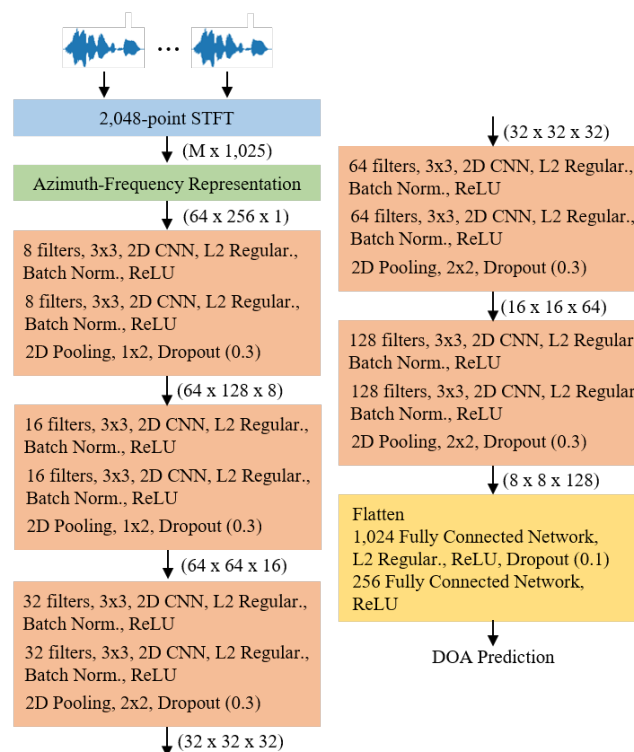 ...
2,048-point STFT
(M x 1,025)
Azimuth-Frequency Representation
(64 x 256 x 1)
8 filters, 3x3, 2D CNN, L2 Regular.,
Batch Norm., ReLU
8 filters, 3x3, 2D CNN, L2 Regular.,
Batch Norm., ReLU
2D Pooling, 1x2, Dropout (0.3)
(64 x 128 x 8)
16 filters, 3x3, 2D CNN, L2 Regular.,
Batch Norm., ReLU
16 filters, 3x3, 2D CNN, L2 Regular.,
Batch Norm., ReLU
2D Pooling, 1x2, Dropout (0.3)
(64 x 64 x 16)
32 filters, 3x3, 2D CNN, L2 Regular.,
Batch Norm., ReLU
32 filters, 3x3, 2D CNN, L2 Regular.,
Batch Norm., ReLU
2D Pooling, 2x2, Dropout (0.3)
(32 x 32 x 32)
(32 x 32 x 32)
64 filters, 3x3, 2D CNN, L2 Regular.,
Batch Norm., ReLU
64 filters, 3x3, 2D CNN, L2 Regular.,
Batch Norm., ReLU
2D Pooling, 2x2, Dropout (0.3)
(16 x 16 x 64)
128 filters, 3x3, 2D CNN, L2 Regular.,
Batch Norm., ReLU
128 filters, 3x3, 2D CNN, L2 Regular.
Batch Norm., ReLU
2D Pooling, 2x2, Dropout (0.3)
(8 x 8 x 128)
Flatten
1,024 Fully Connected Network,
L2 Regular., ReLU, Dropout (0.1)
256 Fully Connected Network,
ReLU
DOA Prediction